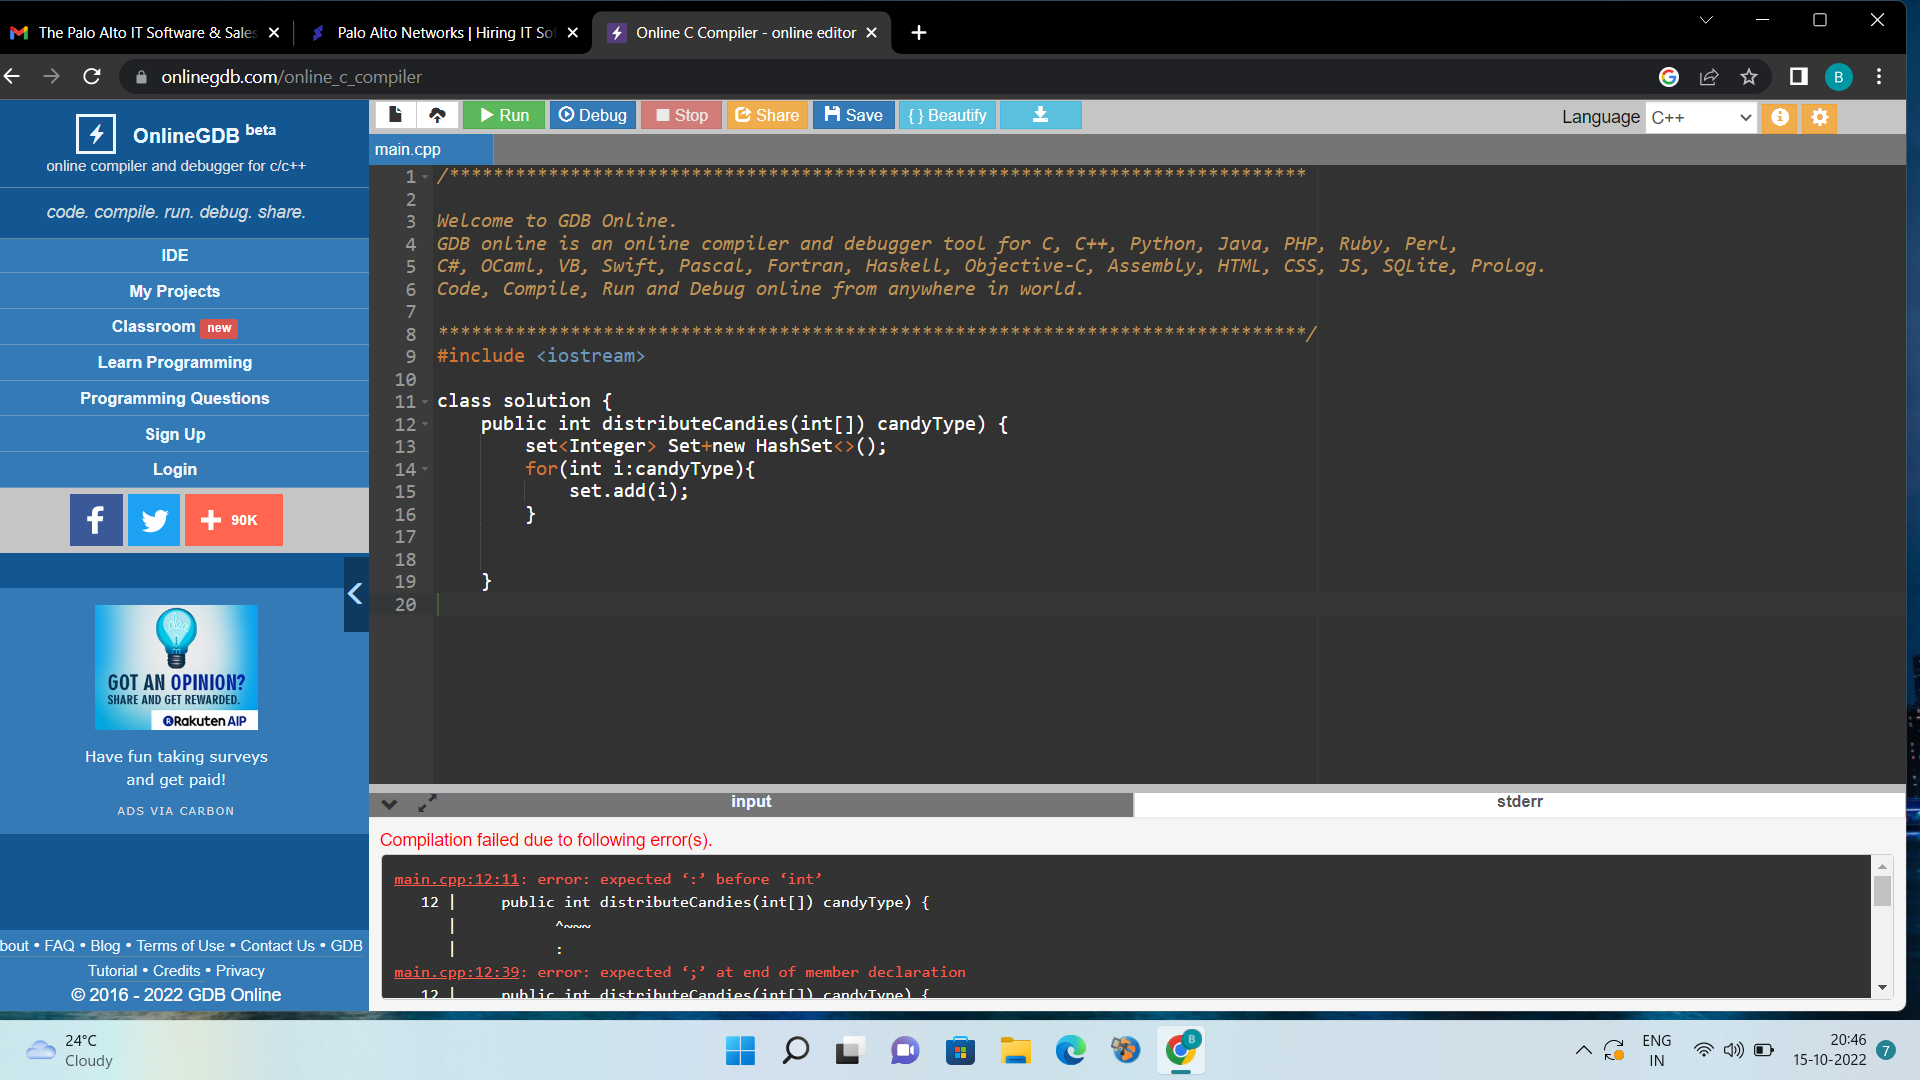 The Palo Alto IT Software & Sales
Palo Alto Networks | Hiring IT So
Online C Compiler - online editor
onlinegdb.com/online_c_compiler
B
OnlineGDB beta
online compiler and debugger for c/c++
code. compile. run. debug. share.
IDE
My Projects
Classroom new
Learn Programming
Programming Questions
Sign Up
Login
90K
idea
GOT AN OPINION?
SHARE AND GET REWARDED.
Rakuten AIP
Have fun taking surveys
and get paid!
ADS VIA CARBON
bout • FAQ • Blog • Terms of Use • Contact Us • GDB
Tutorial • Credits • Privacy
© 2016 - 2022 GDB Online
Run Debug Stop Share Save { } Beautify
Language C++
main.cpp
1 /******************************************************************************
2
3 Welcome to GDB Online.
4 GDB online is an online compiler and debugger tool for C, C++, Python, Java, PHP, Ruby, Perl,
5 C#, OCaml, VB, Swift, Pascal, Fortran, Haskell, Objective-C, Assembly, HTML, CSS, JS, SQLite, Prolog.
6 Code, Compile, Run and Debug online from anywhere in world.
7
8 *******************************************************************************/
9 #include <iostream>
10
11 class solution {
12 public int distributeCandies(int[]) candyType) {
13 set<Integer> Set+new HashSet<>();
14 for(int i:candyType){
15 set.add(i);
16 }
17
18
19 }
20
input
stderr
Compilation failed due to following error(s).
main.cpp:12:11: error: expected ‘:’ before ‘int’
12 | public int distributeCandies(int[]) candyType) {
| ^~~~
| :
main.cpp:12:39: error: expected ‘;’ at end of member declaration
12 | public int distributeCandies(int[]) candyType) {
24°C
Cloudy
B
ENG
IN
20:46
15-10-2022
7